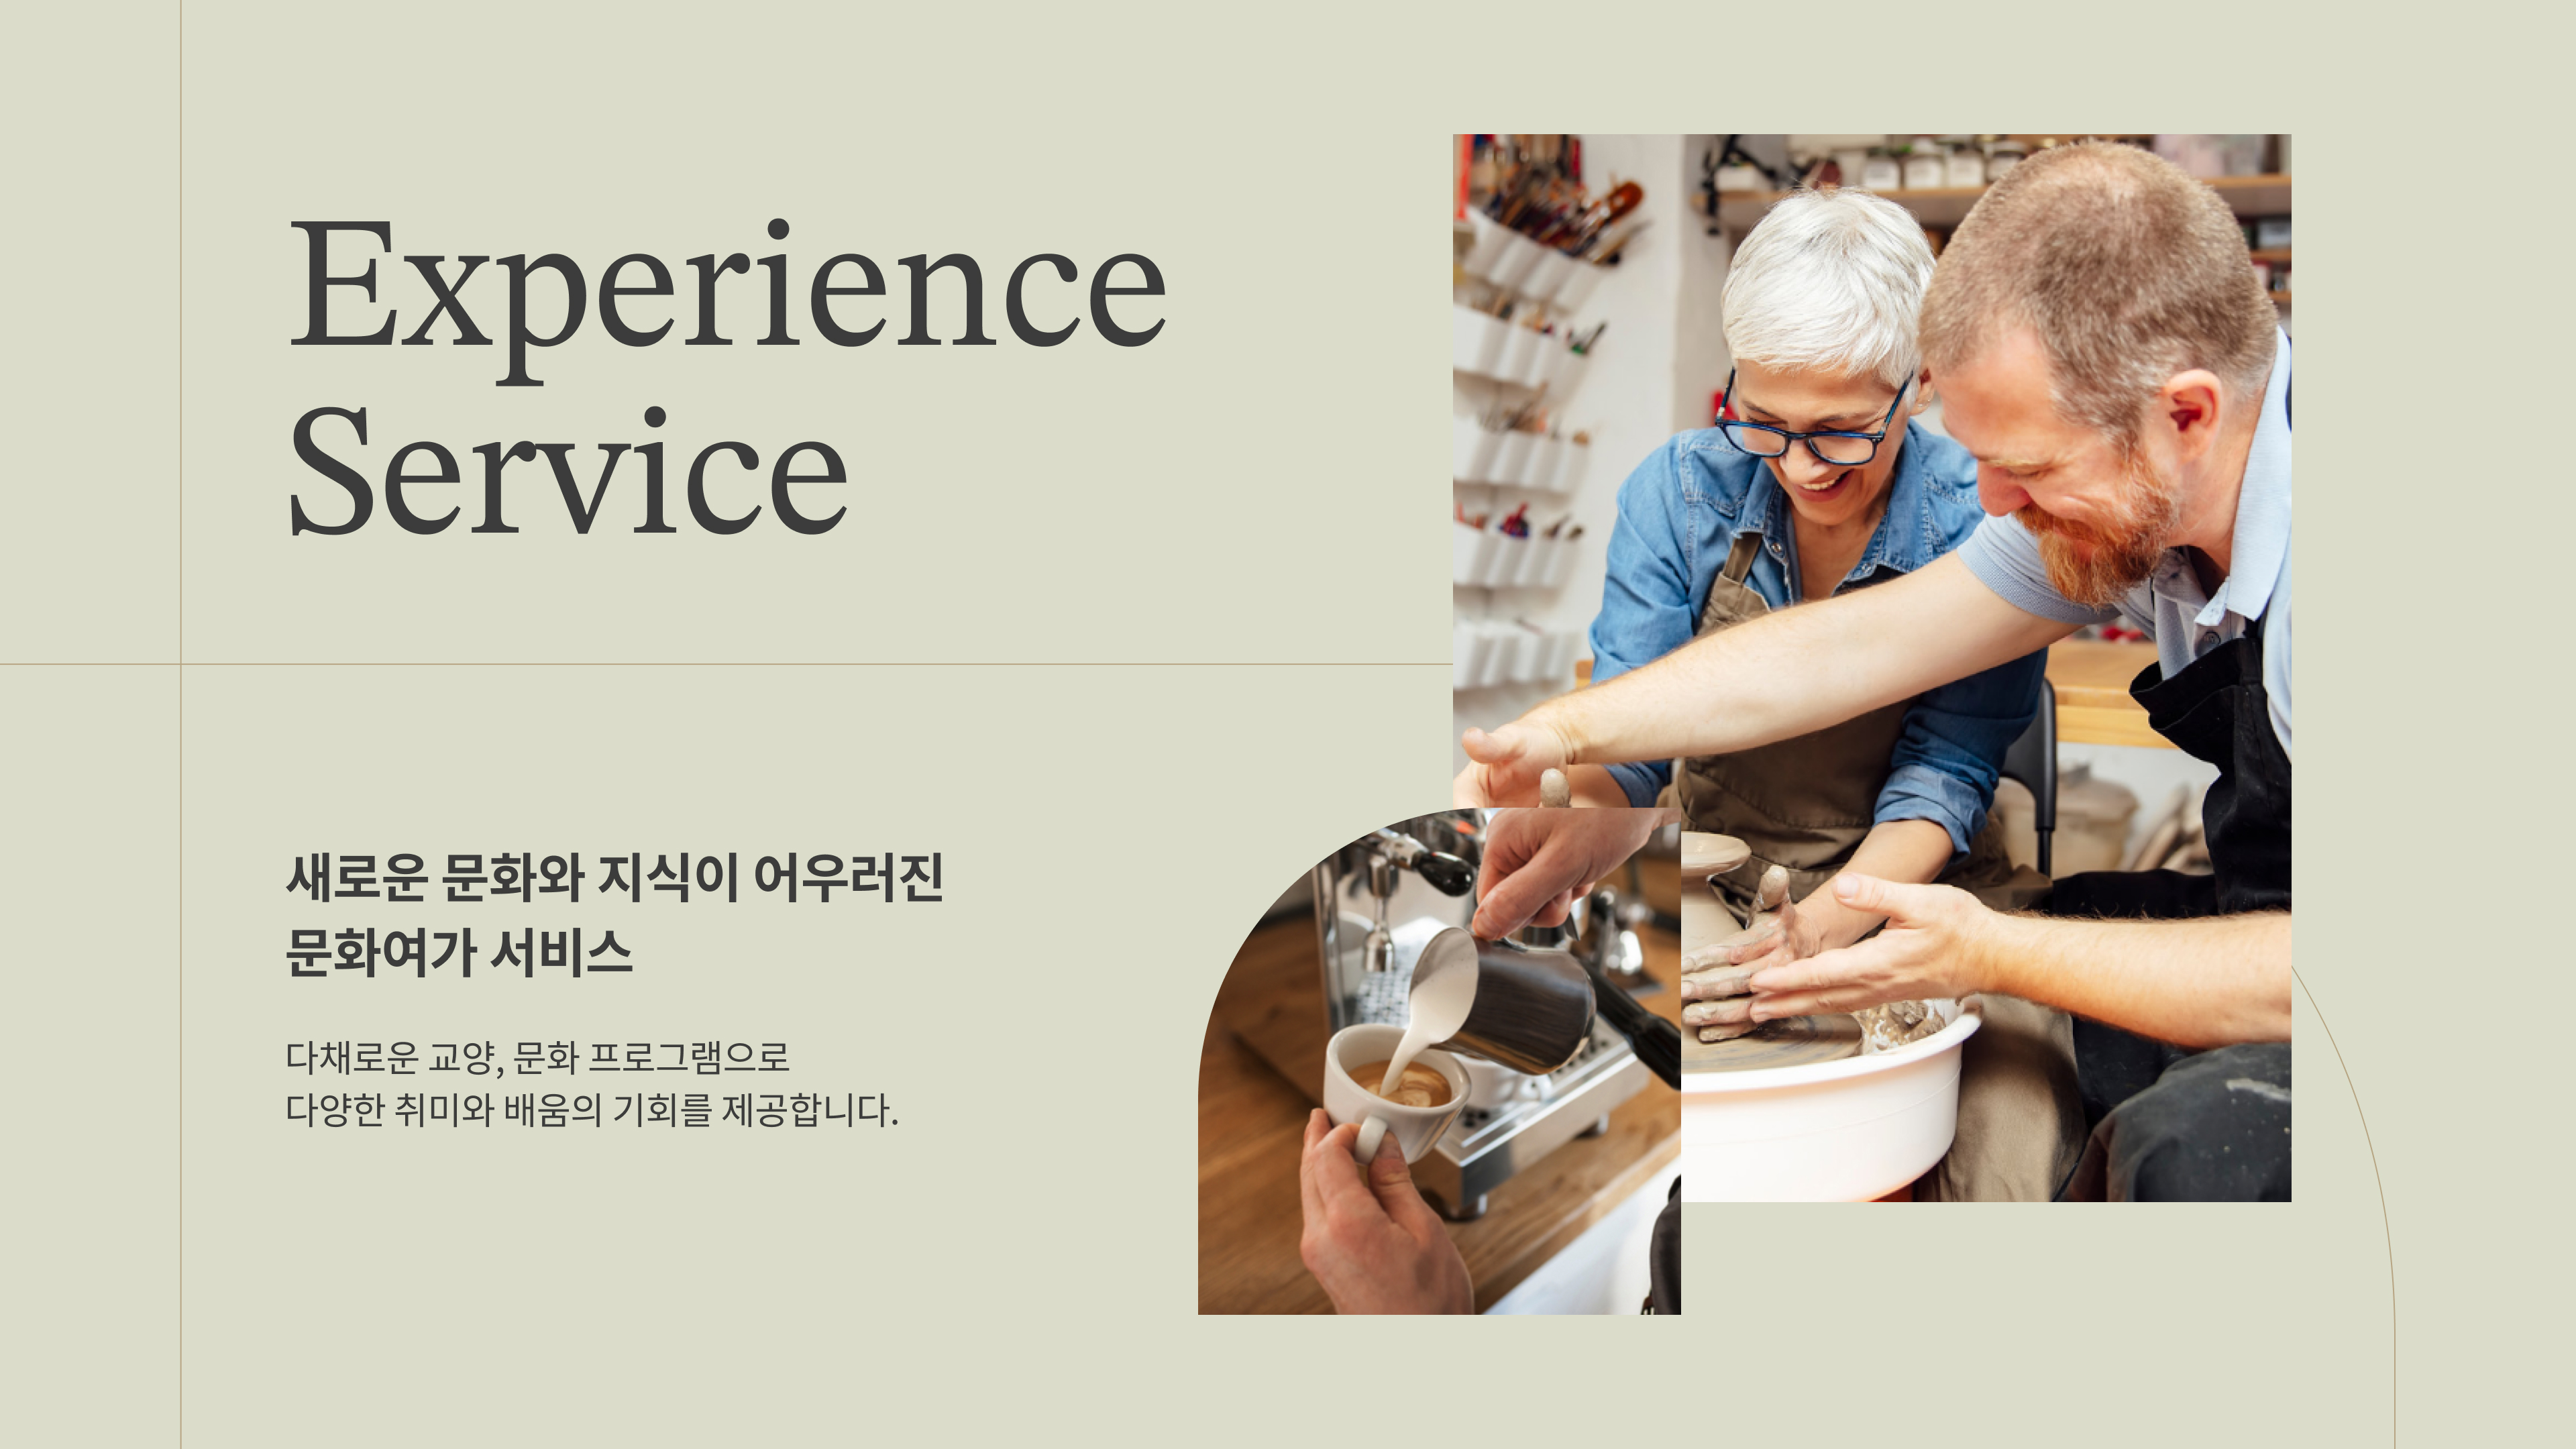 Experience
Service
새로운 문화와 지식이 어우러진
문화여가 서비스
다채로운 교양, 문화 프로그램으로
다양한 취미와 배움의 기회를 제공합니다.